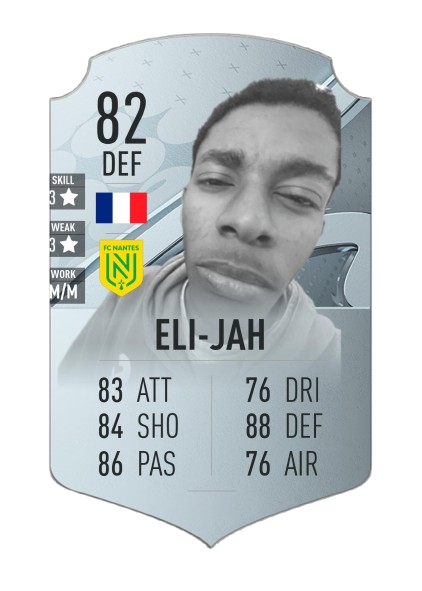 82
DEF
SKILL
3 ★
WEAK
3 ★
WORK
M/M
FC NANTES
N
ELI-JAH
83 ATT 76 DRI
84 SHO 88 DEF
86 PAS 76 AIR